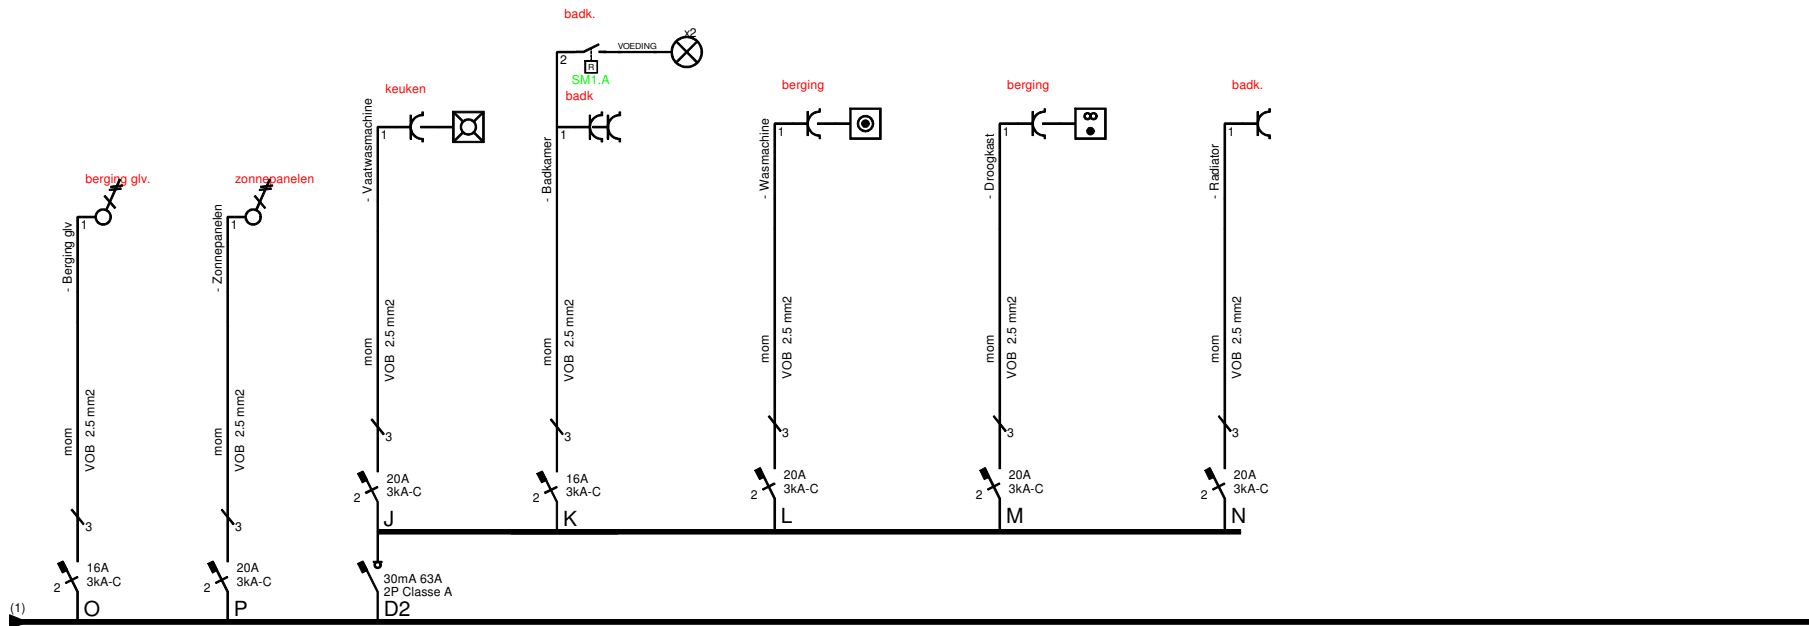 badk.
x2
VOEDING
2
R
SM1.A
keuken
badk
berging
berging
badk.
1
1
1
1
1
- Vaatwasmachine
- Badkamer
- Wasmachine
- Droogkast
- Radiator
berging glv.
zonnepanelen
1
1
- Berging glv
- Zonnepanelen
mom
VOB 2.5 mm2
mom
VOB 2.5 mm2
mom
VOB 2.5 mm2
mom
VOB 2.5 mm2
mom
VOB 2.5 mm2
mom
VOB 2.5 mm2
mom
VOB 2.5 mm2
3
3
3
3
3
20A
3kA-C
2
J
16A
3kA-C
2
K
20A
3kA-C
2
L
20A
3kA-C
2
M
20A
3kA-C
2
N
3
3
16A
3kA-C
2
O
20A
3kA-C
2
P
30mA 63A
2P Classe A
D2
(1)